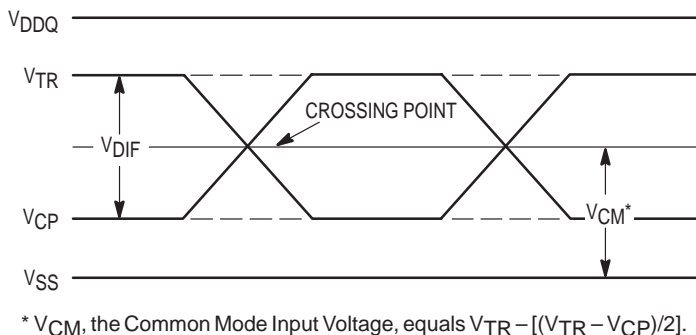 VDDQ
VTR
CROSSING POINT
VDIF
VCM*
VCP
VSS
* VCM, the Common Mode Input Voltage, equals VTR – [(VTR – VCP)/2].